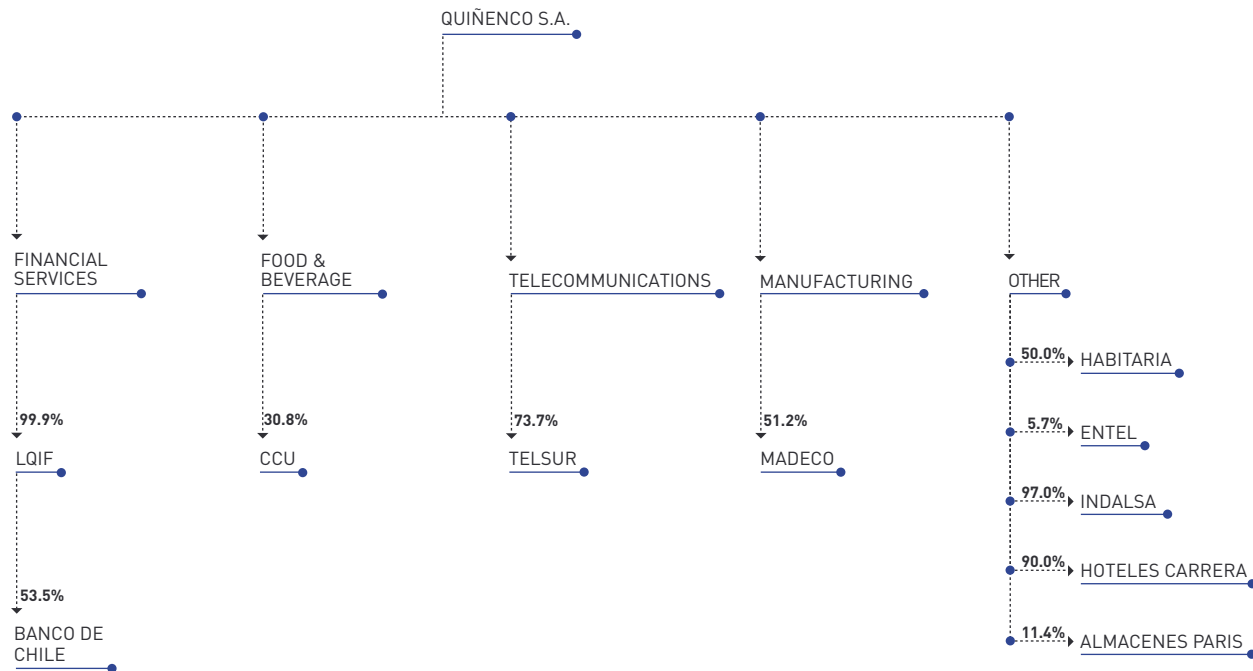 QUIÑENCO S.A.
FINANCIAL
SERVICES
FOOD &
BEVERAGE
TELECOMMUNICATIONS
MANUFACTURING
OTHER
99.9%
LQIF
53.5%
BANCO DE
CHILE
30.8%
CCU
73.7%
TELSUR
51.2%
MADECO
50.0%
HABITARIA
5.7%
ENTEL
97.0%
INDALSA
90.0%
HOTELES CARRERA
11.4%
ALMACENES PARIS